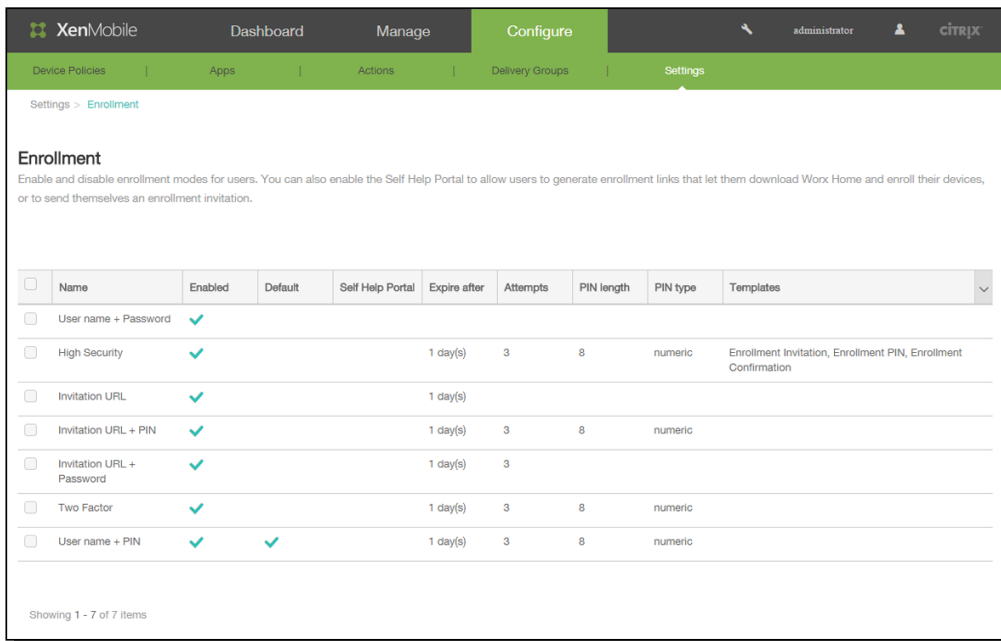 XenMobile Dashboard Manage Configure administrator CITRIX
Device Policies | Apps | Actions | Delivery Groups | Settings
Settings > Enrollment
Enrollment
Enable and disable enrollment modes for users. You can also enable the Self Help Portal to allow users to generate enrollment links that let them download Worx Home and enroll their devices,
or to send themselves an enrollment invitation.
Name Enabled Default Self Help Portal Expire after Attempts PIN length PIN type Templates
User name + Password
High Security 1 day(s) 3 8 numeric Enrollment Invitation, Enrollment PIN, Enrollment
Confirmation
Invitation URL 1 day(s)
Invitation URL + PIN 1 day(s) 3 8 numeric
Invitation URL + 1 day(s) 3
Password
Two Factor 1 day(s) 3 8 numeric
User name + PIN 1 day(s) 3 8 numeric
Showing 1 - 7 of 7 items